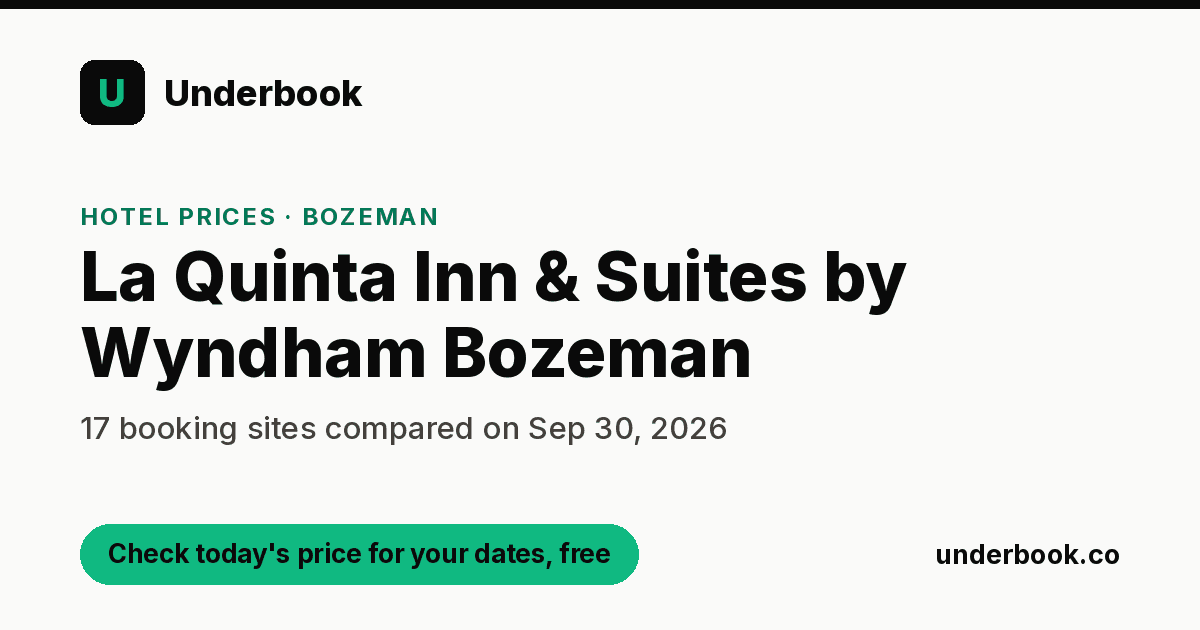 U
Underbook
HOTEL PRICES · BOZEMAN
La Quinta Inn & Suites by
Wyndham Bozeman
17 booking sites compared on Sep 30, 2026
Check today's price for your dates, free
underbook.co